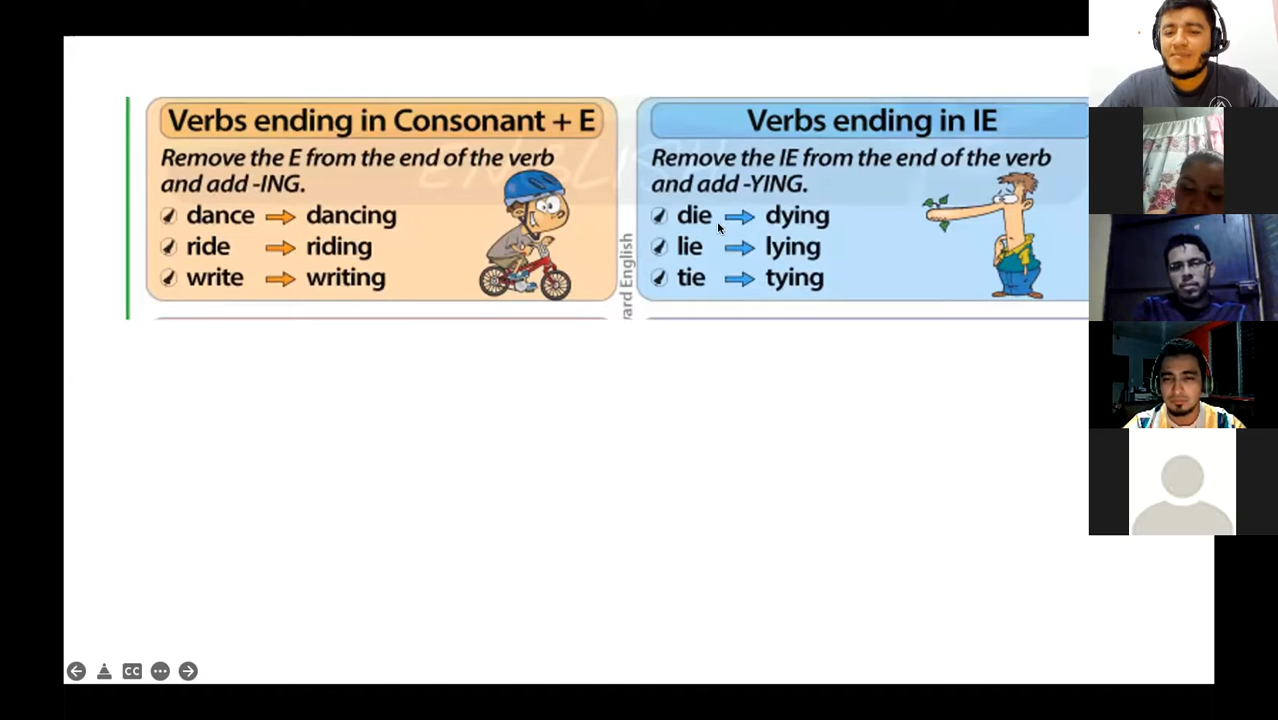 Verbs ending in Consonant + E
Remove the E from the end of the verb
and add -ING.
dance dancing
ride riding
write writing
Verbs ending in IE
Remove the IE from the end of the verb
and add -YING.
die dying
lie lying
tie tying
English
CC